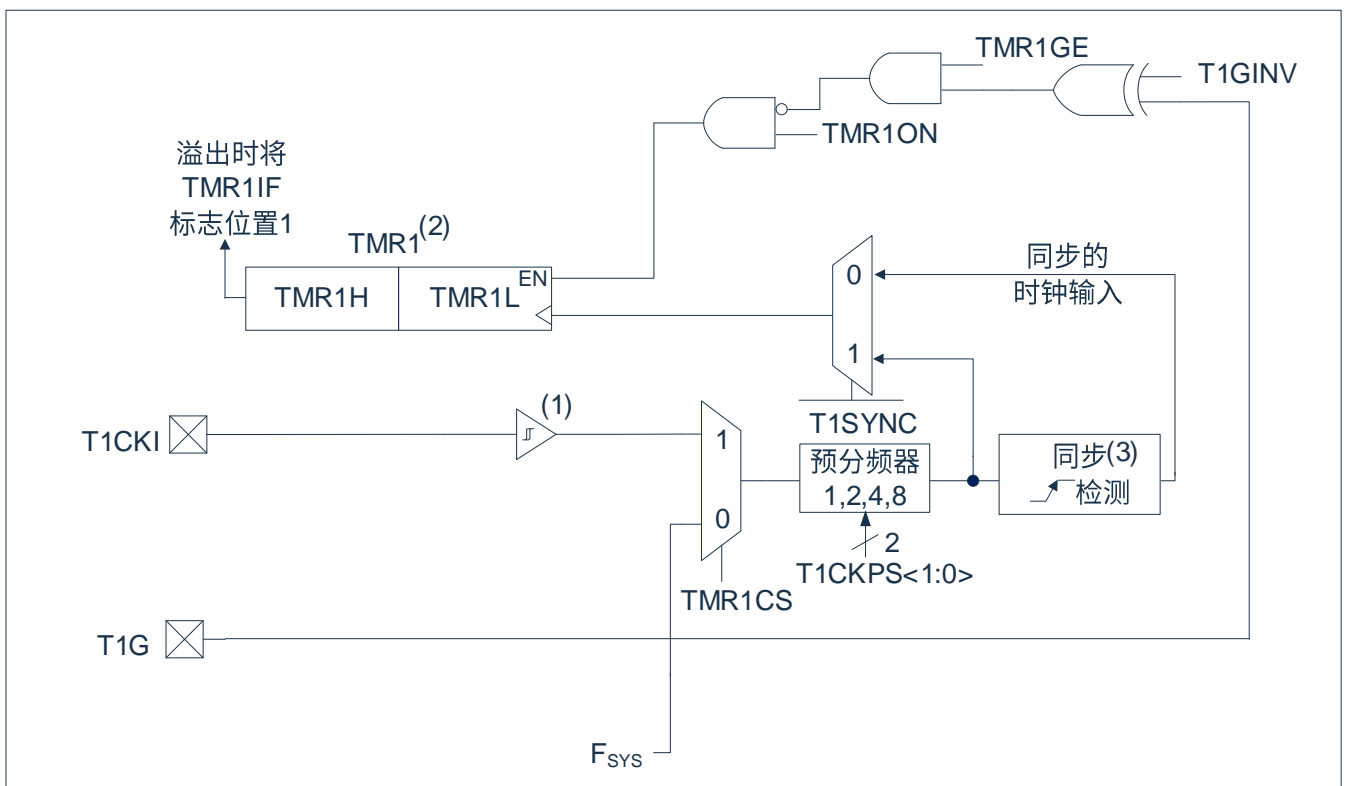 TMR1GE
T1GINV
TMR1ON
溢出时将
TMR1IF
标志位置1
TMR1(2)
EN
TMR1H
TMR1L
0
同步的
时钟输入
1
T1SYNC
(1)
T1CKI
1
0
预分频器
1,2,4,8
同步(3)
检测
2
T1CKPS<1:0>
TMR1CS
T1G
FSYS